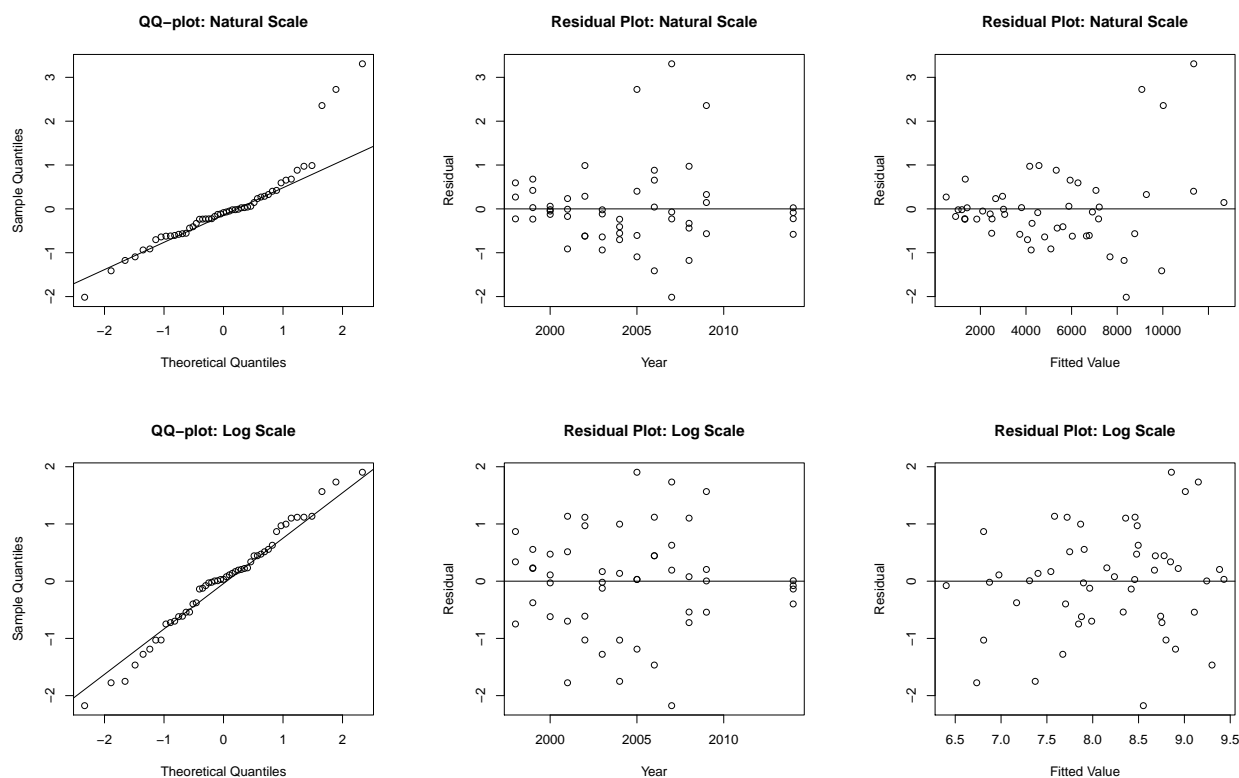 QQ−plot: Natural Scale
Sample Quantiles
3
2
1
0
−1
−2
−2 −1 0 1 2
Theoretical Quantiles
Residual Plot: Natural Scale
Residual
3
2
1
0
−1
−2
2000 2005 2010
Year
Residual Plot: Natural Scale
Residual
3
2
1
0
−1
−2
2000 4000 6000 8000 10000
Fitted Value
QQ−plot: Log Scale
Sample Quantiles
2
1
0
−1
−2
−2 −1 0 1 2
Theoretical Quantiles
Residual Plot: Log Scale
Residual
2
1
0
−1
−2
2000 2005 2010
Year
Residual Plot: Log Scale
Residual
2
1
0
−1
−2
6.5 7.0 7.5 8.0 8.5 9.0 9.5
Fitted Value